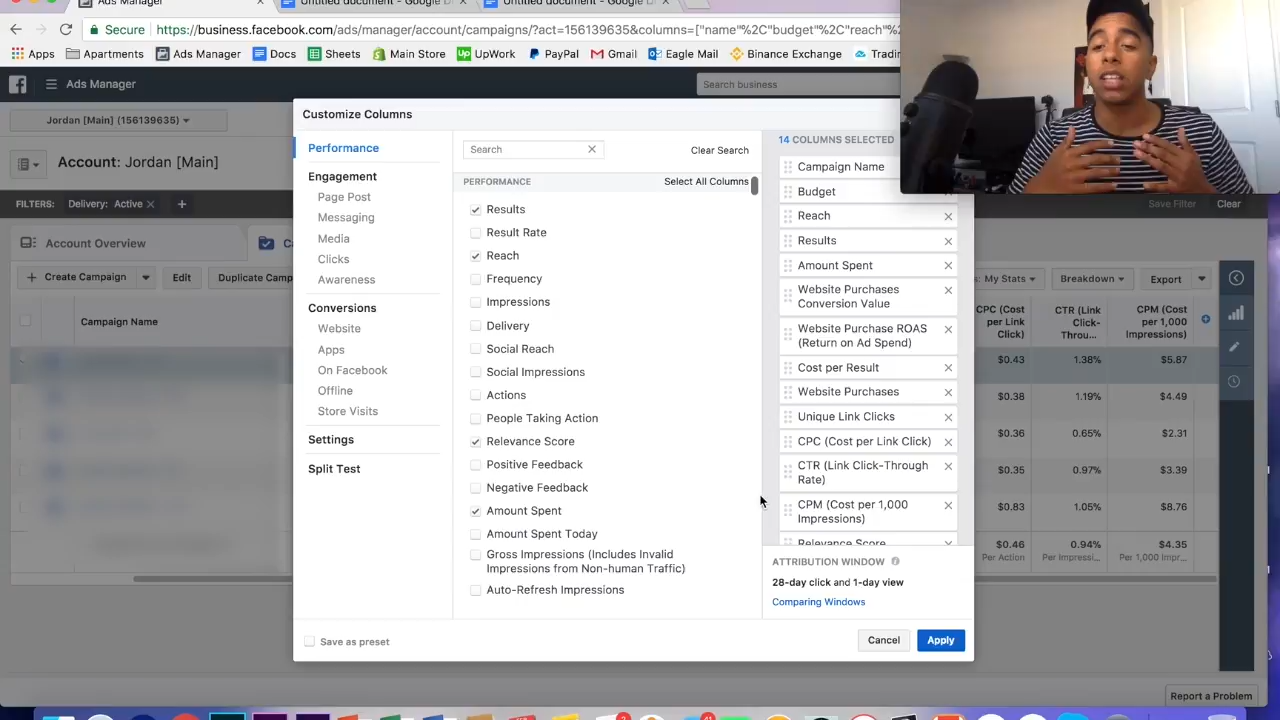 Ads Manager
Untitled document - Google D
Untitled document - Google D
Secure
https://business.facebook.com/ads/manager/account/campaigns/?act=156139635&columns=["name"%2C"budget"%2C"reach"%
Apps
Apartments
Ads Manager
Docs
Sheets
Main Store
UpWork
PayPal
Gmail
Eagle Mail
Binance Exchange
Tradin
Ads Manager
Search business
Jordan [Main] (156139635)
Account: Jordan [Main]
FILTERS:
Delivery: Active
Save Filter
Clear
Account Overview
Ca
Create Campaign
Edit
Duplicate Camp
s: My Stats
Breakdown
Export
Campaign Name
CPC (Cost
per Link
Click)
CTR (Link
Click-
Throu...
CPM (Cost
per 1,000
Impressions)
$0.43
1.38%
$5.87
$0.38
1.19%
$4.49
$0.36
0.65%
$2.31
$0.35
0.97%
$3.39
$0.83
1.05%
$8.76
$0.46
0.94%
$4.35
Per Action
Per Impressi...
Per 1,000 Impr...
Customize Columns
Performance
Engagement
Page Post
Messaging
Media
Clicks
Awareness
Conversions
Website
Apps
On Facebook
Offline
Store Visits
Settings
Split Test
Search
Clear Search
PERFORMANCE
Select All Columns
Results
Result Rate
Reach
Frequency
Impressions
Delivery
Social Reach
Social Impressions
Actions
People Taking Action
Relevance Score
Positive Feedback
Negative Feedback
Amount Spent
Amount Spent Today
Gross Impressions (Includes Invalid
Impressions from Non-human Traffic)
Auto-Refresh Impressions
14 COLUMNS SELECTED
Campaign Name
Budget
Reach
Results
Amount Spent
Website Purchases
Conversion Value
Website Purchase ROAS
(Return on Ad Spend)
Cost per Result
Website Purchases
Unique Link Clicks
CPC (Cost per Link Click)
CTR (Link Click-Through
Rate)
CPM (Cost per 1,000
Impressions)
Relevance Score
ATTRIBUTION WINDOW
28-day click and 1-day view
Comparing Windows
Save as preset
Cancel
Apply
Report a Problem